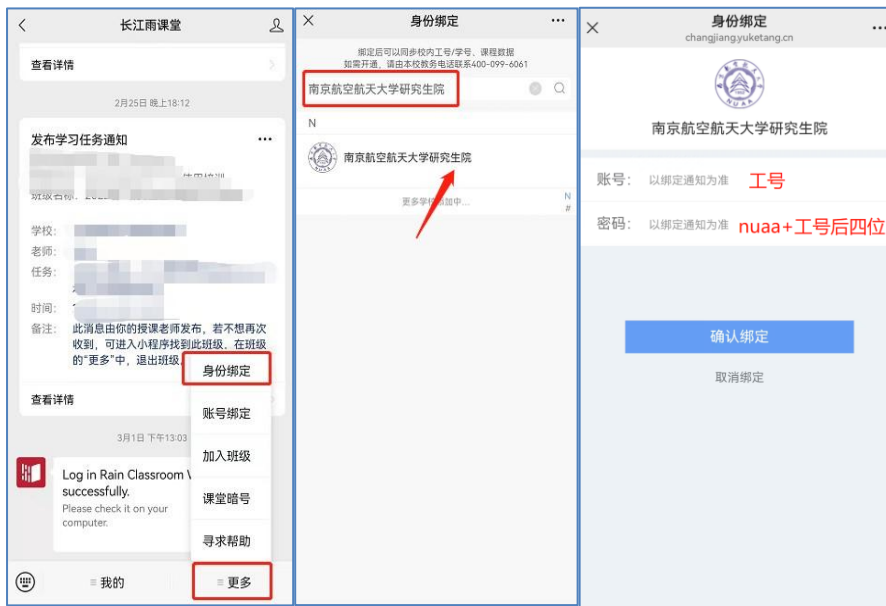 长江雨课堂
查看详情
2月25日 晚上18:12
发布学习任务通知
班级名称:
学校:
老师:
任务:
时间:
备注: 此消息由你的授课老师发布，若不想再次
收到，可进入小程序找到此班级，在班级
的“更多”中，退出班级
查看详情
3月1日 下午13:03
Log in Rain Classroom
successfully.
Please check it on your
computer.
身份绑定
账号绑定
加入班级
课堂暗号
寻求帮助
我的
更多
身份绑定
绑定后可以同步校内工号/学号、课程数据
如需开通，请由本校教务电话联系400-099-6061
南京航空航天大学研究生院
N
南京航空航天大学研究生院
更多学校加中...
N
#
身份绑定
changjiang.yuketang.cn
NUAA
南京航空航天大学研究生院
账号: 以绑定通知为准 工号
密码: 以绑定通知为准 nuaa+工号后四位
确认绑定
取消绑定